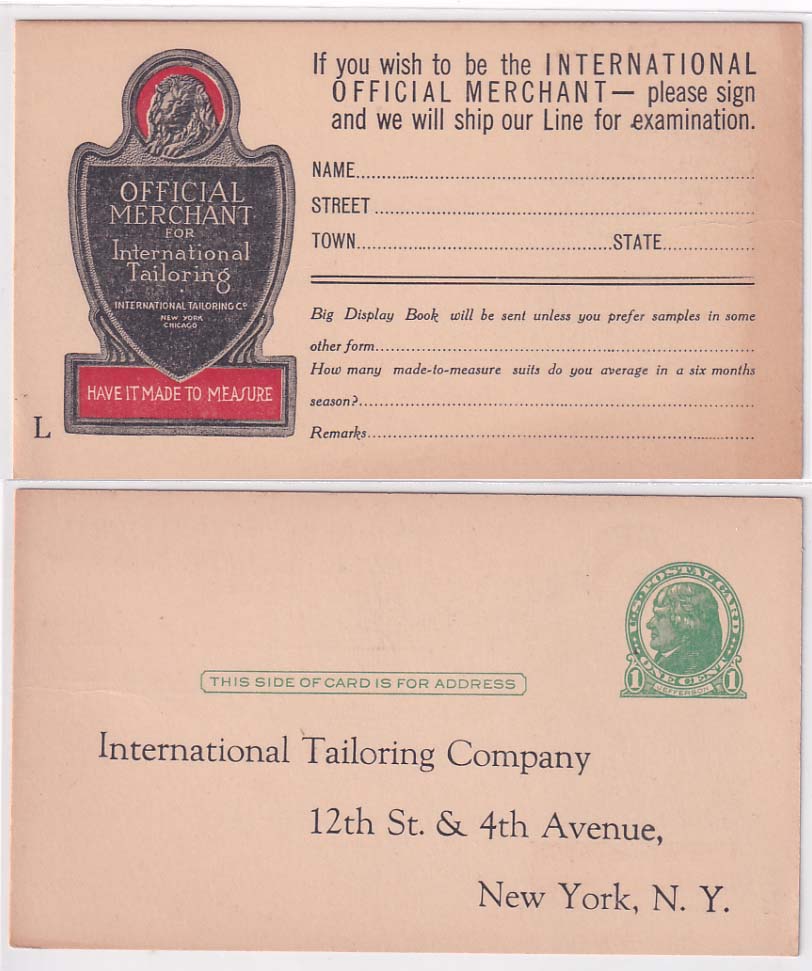 OFFICIAL
MERCHANT
FOR
International
Tailoring
INTERNATIONAL TAILORING Co
NEW YORK
CHICAGO
HAVE IT MADE TO MEASURE
L
If you wish to be the INTERNATIONAL
OFFICIAL MERCHANT— please sign
and we will ship our Line for examination.
NAME
STREET
TOWN STATE
Big Display Book will be sent unless you prefer samples in some
other form
How many made-to-measure suits do you average in a six months
season?
Remarks
U.S. POSTAL CARD
ONE CENT
1 JEFFERSON 1
THIS SIDE OF CARD IS FOR ADDRESS
International Tailoring Company
12th St. & 4th Avenue,
New York, N. Y.